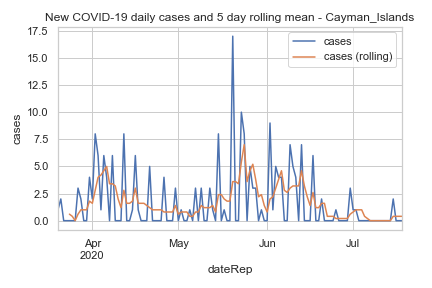 New COVID-19 daily cases and 5 day rolling mean - Cayman_Islands
cases
cases (rolling)
17.5
15.0
12.5
10.0
7.5
5.0
2.5
0.0
cases
Apr
2020
May
Jun
Jul
dateRep